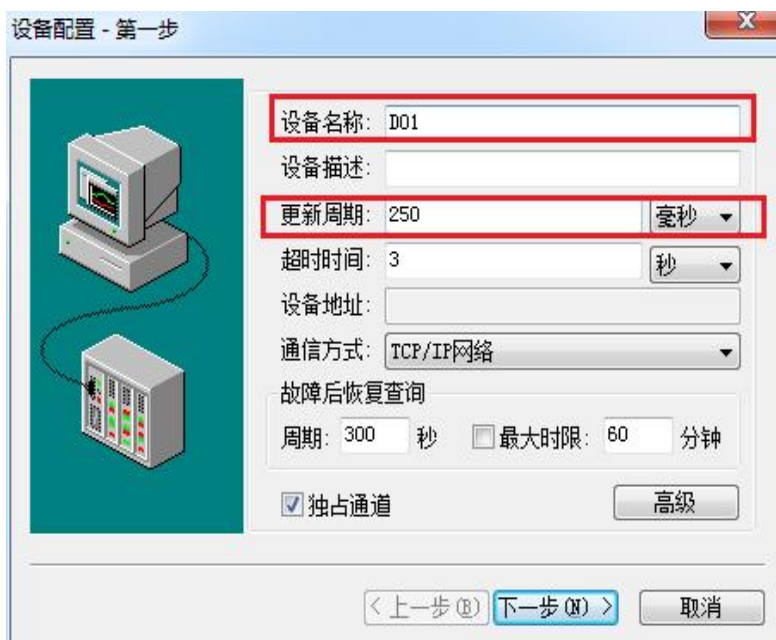 设备配置 - 第一步
设备名称: D01
设备描述:
更新周期: 250 毫秒
超时时间: 3 秒
设备地址:
通信方式: TCP/IP网络
故障后恢复查询
周期: 300 秒 最大时限: 60 分钟
独占通道 高级
< 上一步(B) 下一步(N) > 取消